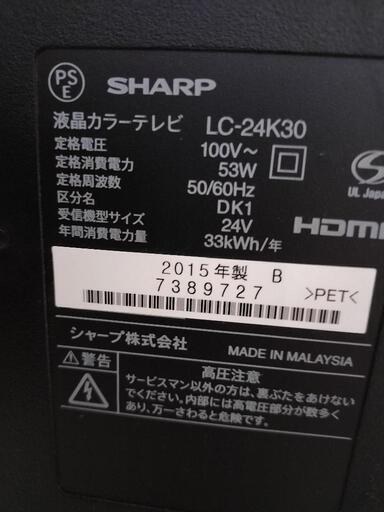 PS
E
SHARP
液晶カラーテレビ LC-24K30
定格電圧 100V～
定格消費電力 53W
定格周波数 50/60Hz
区分名 DK1
受信機型サイズ 24V
年間消費電力量 33kWh/年
S
UL Japa
HDMI
2015年製 B
7389727
>PET<
シャープ株式会社 MADE IN MALAYSIA
⚠警告 高圧注意
サービスマン以外の方は、裏ぶたをあけない
でください。内部には高電圧部分が数多く
あり、万一さわると危険です。